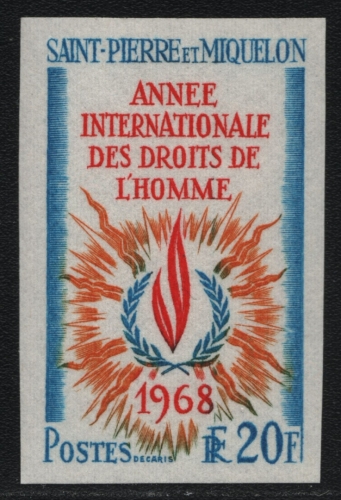 SAINT-PIERRE ET MIQUELON
ANNEE
INTERNATIONALE
DES DROITS DE
L'HOMME
1968
POSTES DECARIS RF 20F